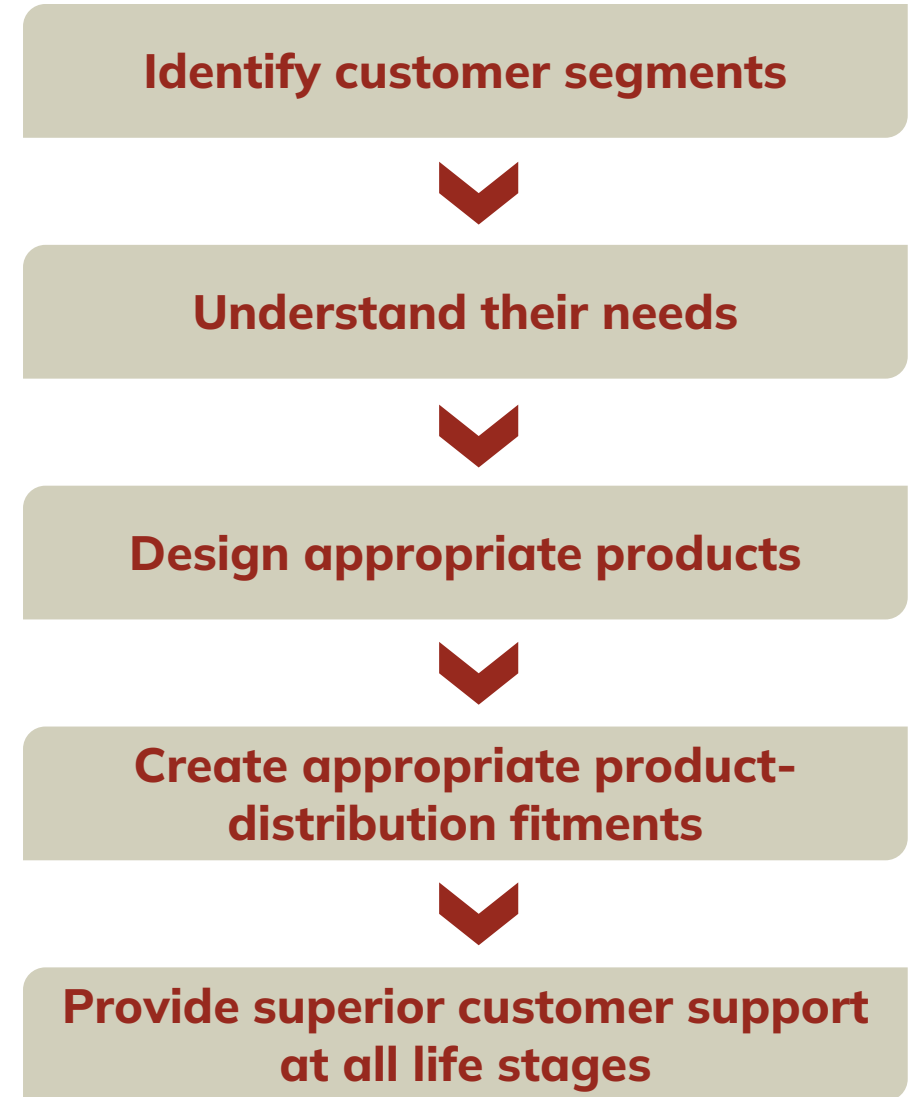 Identify customer segments
Understand their needs
Design appropriate products
Create appropriate product-
distribution fitments
Provide superior customer support
at all life stages